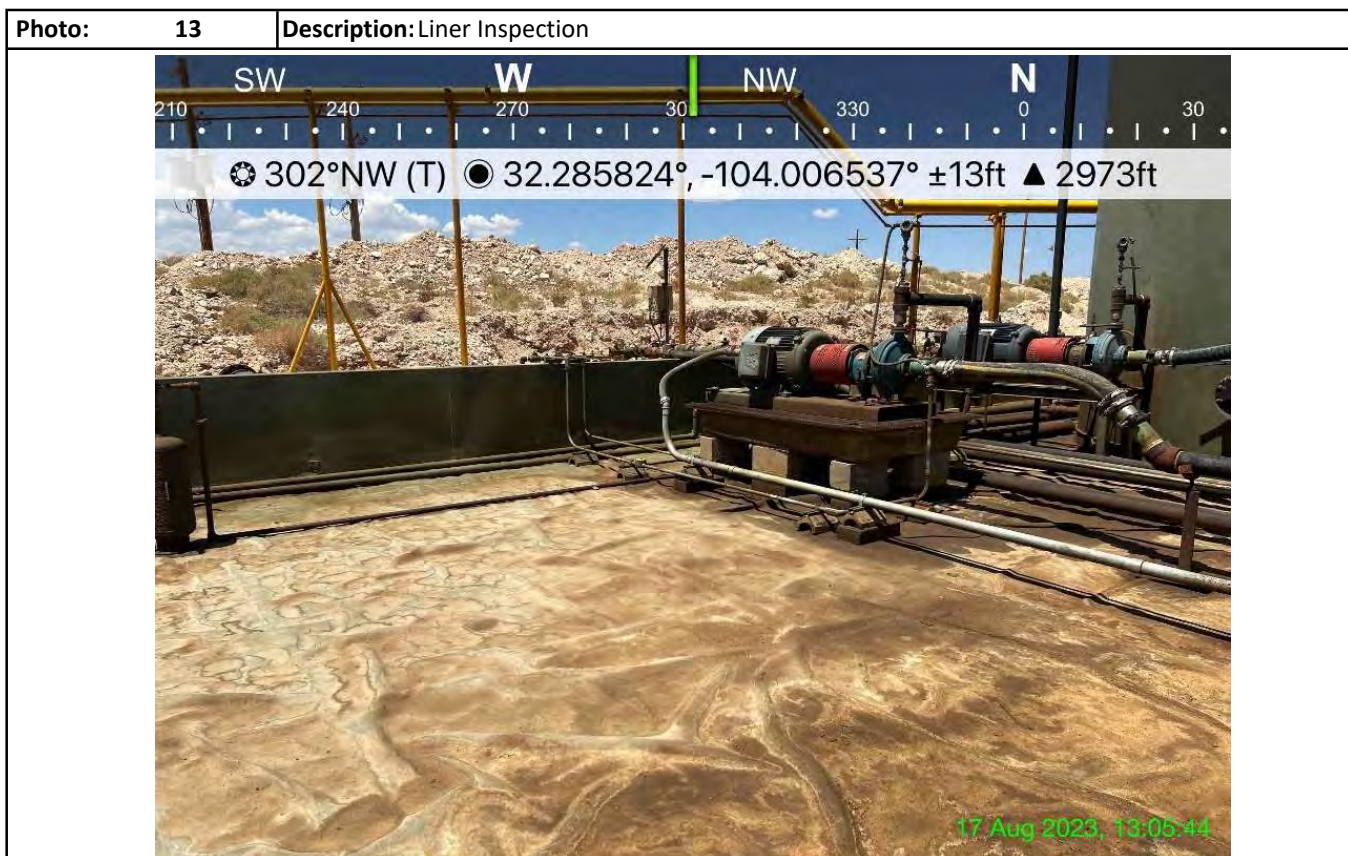 Photo: 13 Description: Liner Inspection
SW W NW N
210 240 270 30 330 0 30
302°NW (T) 32.285824°, -104.006537° ±13ft ▲ 2973ft
17 Aug 2023, 13:05:44